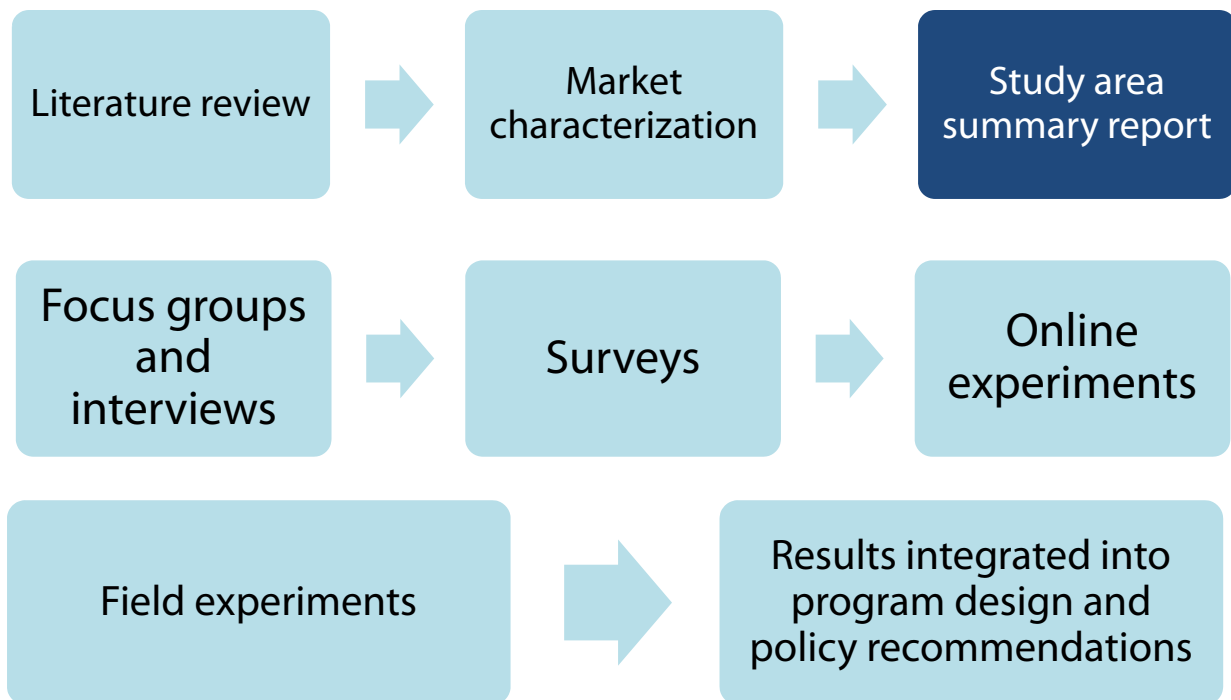 Literature review
Market
characterization
Study area
summary report
Focus groups
and
interviews
Surveys
Online
experiments
Field experiments
Results integrated into
program design and
policy recommendations